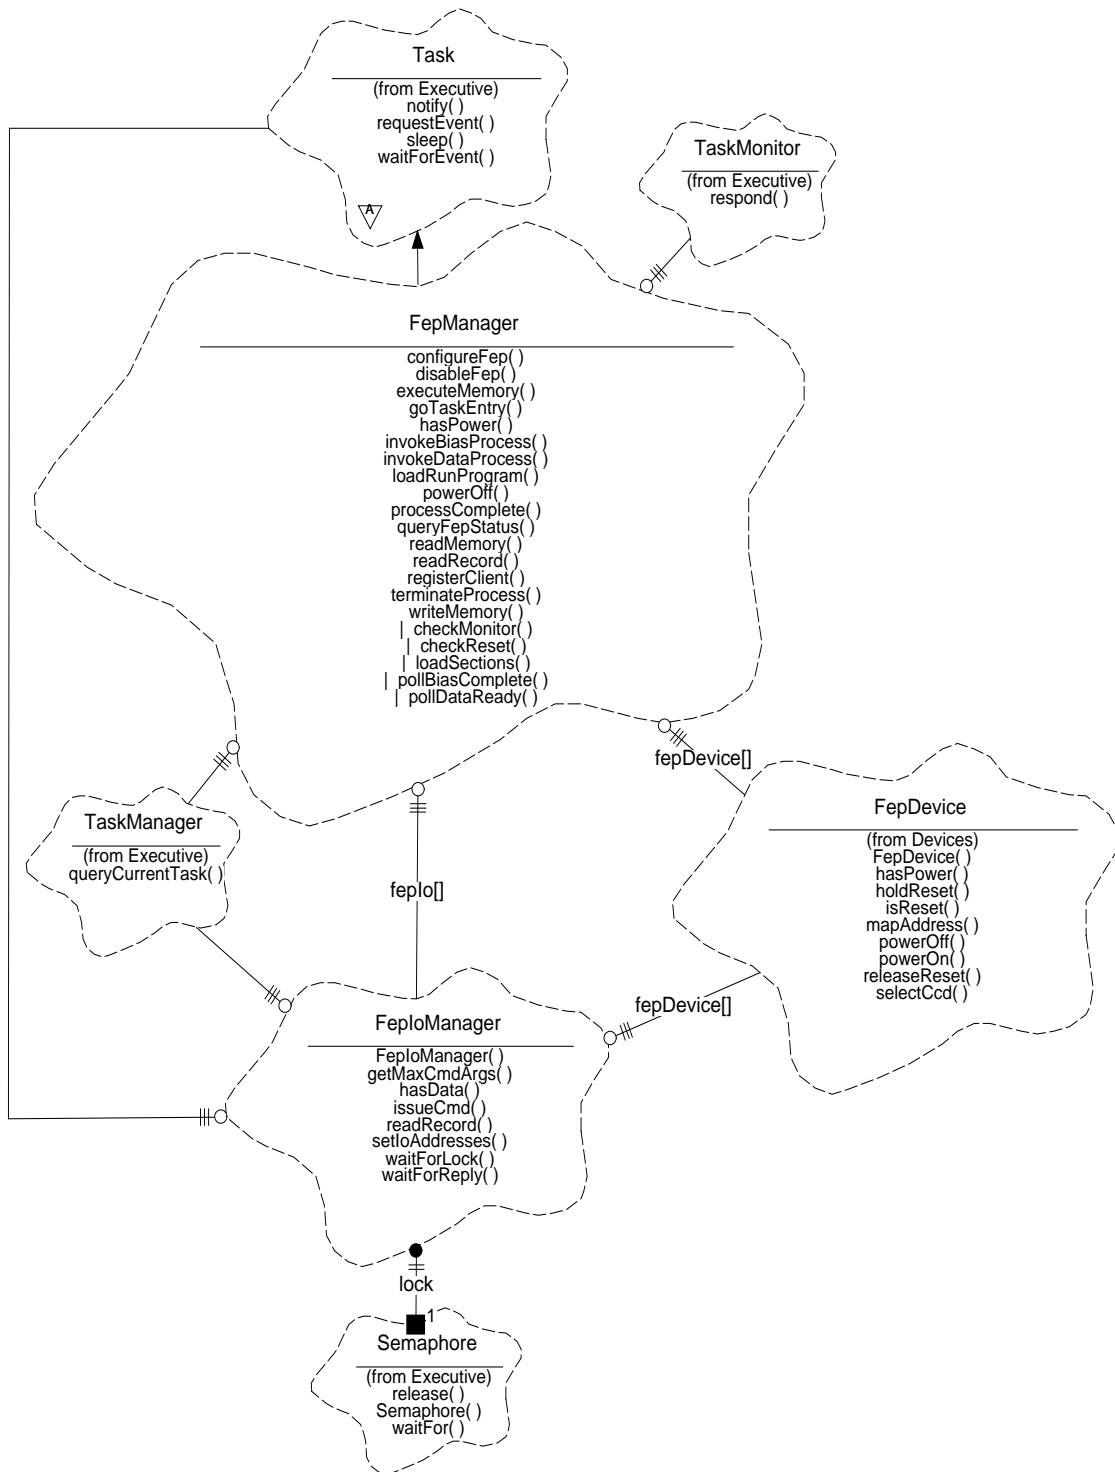 Task
(from Executive)
notify( )
requestEvent( )
sleep( )
waitForEvent( )
A
TaskMonitor
(from Executive)
respond( )
FepManager
configureFep( )
disableFep( )
executeMemory( )
goTaskEntry( )
hasPower( )
invokeBiasProcess( )
invokeDataProcess( )
loadRunProgram( )
powerOff( )
processComplete( )
queryFepStatus( )
readMemory( )
readRecord( )
registerClient( )
terminateProcess( )
writeMemory( )
| checkMonitor( )
| checkReset( )
| loadSections( )
| pollBiasComplete( )
| pollDataReady( )
fepDevice[]
TaskManager
(from Executive)
queryCurrentTask( )
fepIo[]
FepDevice
(from Devices)
FepDevice( )
hasPower( )
holdReset( )
isReset( )
mapAddress( )
powerOff( )
powerOn( )
releaseReset( )
selectCcd( )
fepDevice[]
FepIoManager
FepIoManager( )
getMaxCmdArgs( )
hasData( )
issueCmd( )
readRecord( )
setIoAddresses( )
waitForLock( )
waitForReply( )
lock
1
Semaphore
(from Executive)
release( )
Semaphore( )
waitFor( )